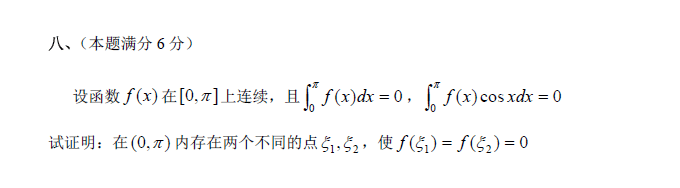 八、（本题满分 6 分）
设函数 f(x) 在 [0, π] 上连续，且 ∫₀^π f(x)dx = 0，∫₀^π f(x)cos xdx = 0
试证明：在 (0, π) 内存在两个不同的点 ξ₁, ξ₂，使 f(ξ₁) = f(ξ₂) = 0